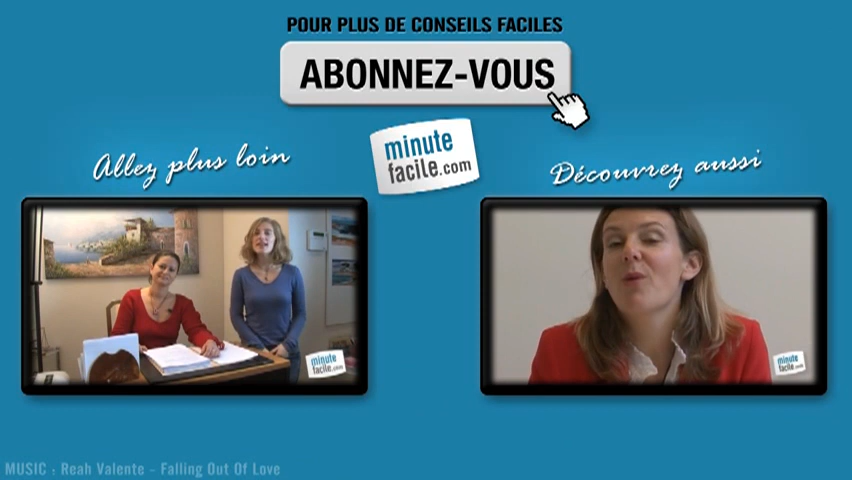 POUR PLUS DE CONSEILS FACILES
ABONNEZ-VOUS
minute
facile.com
Allez plus loin
Découvrez aussi
minute
facile.com
minute
facile.com
MUSIC : Reah Valente - Falling Out Of Love